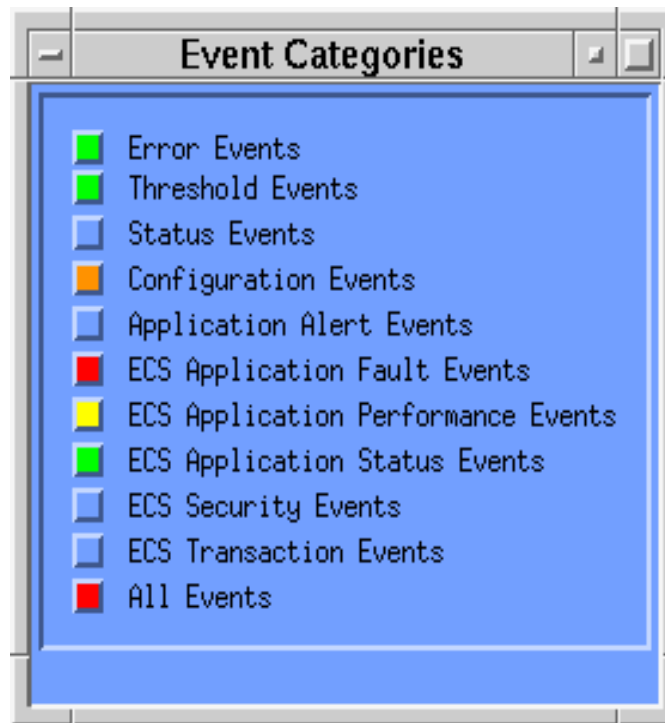 Event Categories
Error Events
Threshold Events
Status Events
Configuration Events
Application Alert Events
ECS Application Fault Events
ECS Application Performance Events
ECS Application Status Events
ECS Security Events
ECS Transaction Events
All Events